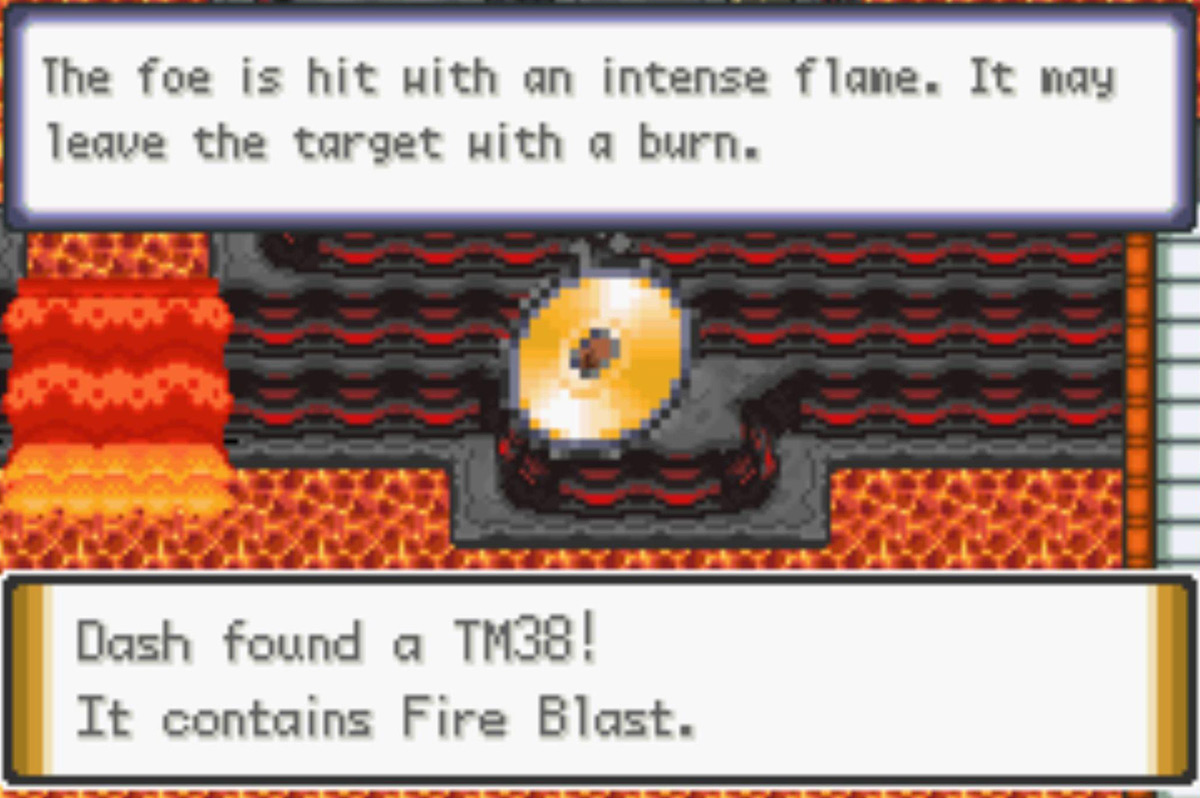 The foe is hit with an intense flame. It may
leave the target with a burn.
Dash found a TM38!
It contains Fire Blast.